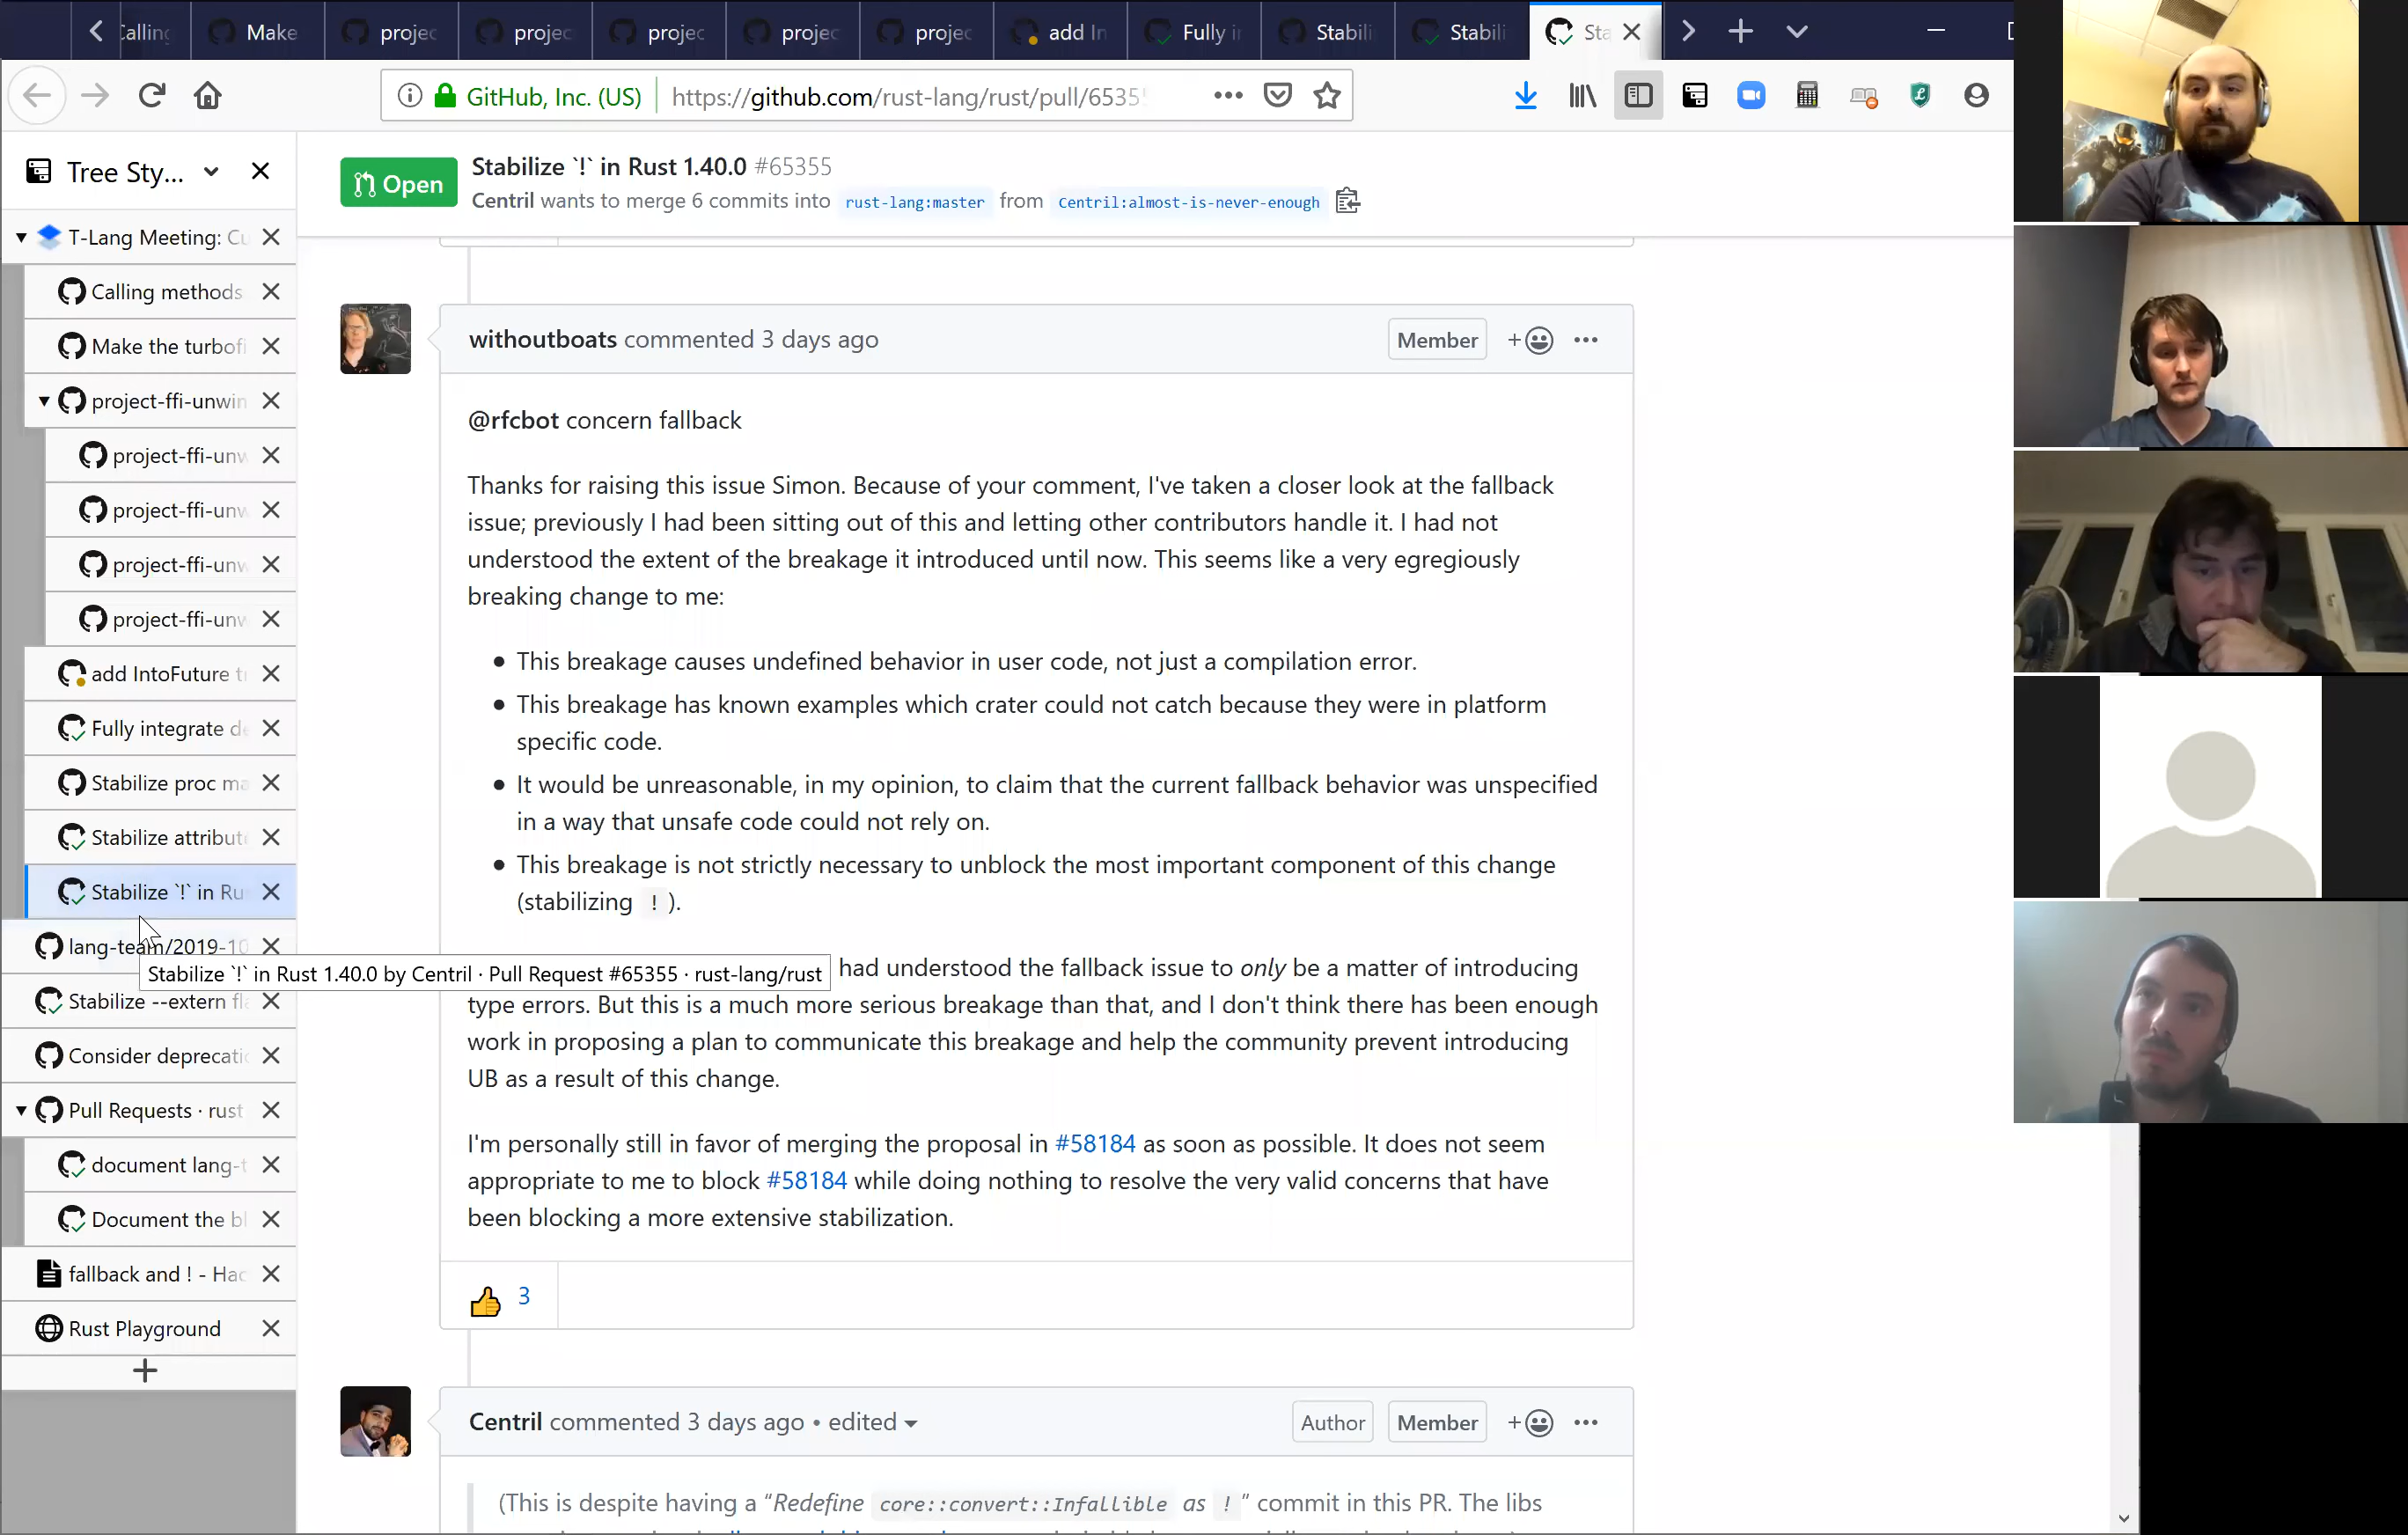 Calling
Make
projec
projec
projec
projec
projec
add In
Fully i
Stabili
Stabili
Sta
GitHub, Inc. (US)
https://github.com/rust-lang/rust/pull/6535
Tree Sty...
T-Lang Meeting: Cu
Calling methods
Make the turbofi
project-ffi-unwin
project-ffi-unw
project-ffi-unw
project-ffi-unw
project-ffi-unw
add IntoFuture t
Fully integrate de
Stabilize proc ma
Stabilize attribut
Stabilize `!` in Ru
lang-team/2019-10
Stabilize --extern fl
Consider deprecatio
Pull Requests · rust
document lang-t
Document the bl
fallback and ! - Hac
Rust Playground
Open
Stabilize `!` in Rust 1.40.0 #65355
Centril wants to merge 6 commits into rust-lang:master from Centril:almost-is-never-enough
withoutboats commented 3 days ago
Member
@rfcbot concern fallback
Thanks for raising this issue Simon. Because of your comment, I've taken a closer look at the fallback
issue; previously I had been sitting out of this and letting other contributors handle it. I had not
understood the extent of the breakage it introduced until now. This seems like a very egregiously
breaking change to me:
• This breakage causes undefined behavior in user code, not just a compilation error.
• This breakage has known examples which crater could not catch because they were in platform
specific code.
• It would be unreasonable, in my opinion, to claim that the current fallback behavior was unspecified
in a way that unsafe code could not rely on.
• This breakage is not strictly necessary to unblock the most important component of this change
(stabilizing ! ).
Stabilize `!` in Rust 1.40.0 by Centril · Pull Request #65355 · rust-lang/rust
had understood the fallback issue to only be a matter of introducing
type errors. But this is a much more serious breakage than that, and I don't think there has been enough
work in proposing a plan to communicate this breakage and help the community prevent introducing
UB as a result of this change.
I'm personally still in favor of merging the proposal in #58184 as soon as possible. It does not seem
appropriate to me to block #58184 while doing nothing to resolve the very valid concerns that have
been blocking a more extensive stabilization.
3
Centril commented 3 days ago • edited
Author
Member
(This is despite having a “Redefine core::convert::Infallible as ! ” commit in this PR. The libs